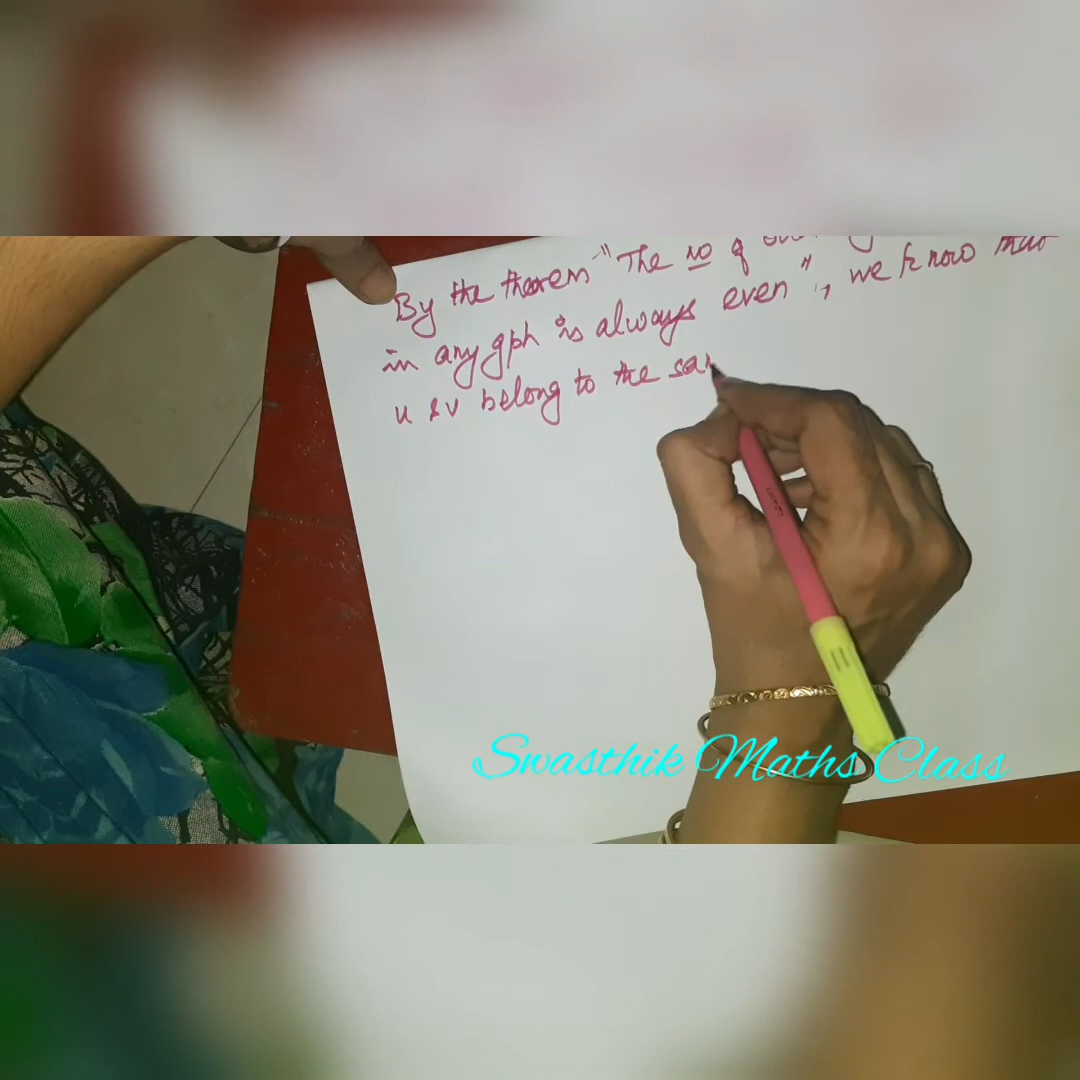 By the theorem "The no of
in any gph is always even", we know that
u & v belong to the sa
Swasthik Maths Class